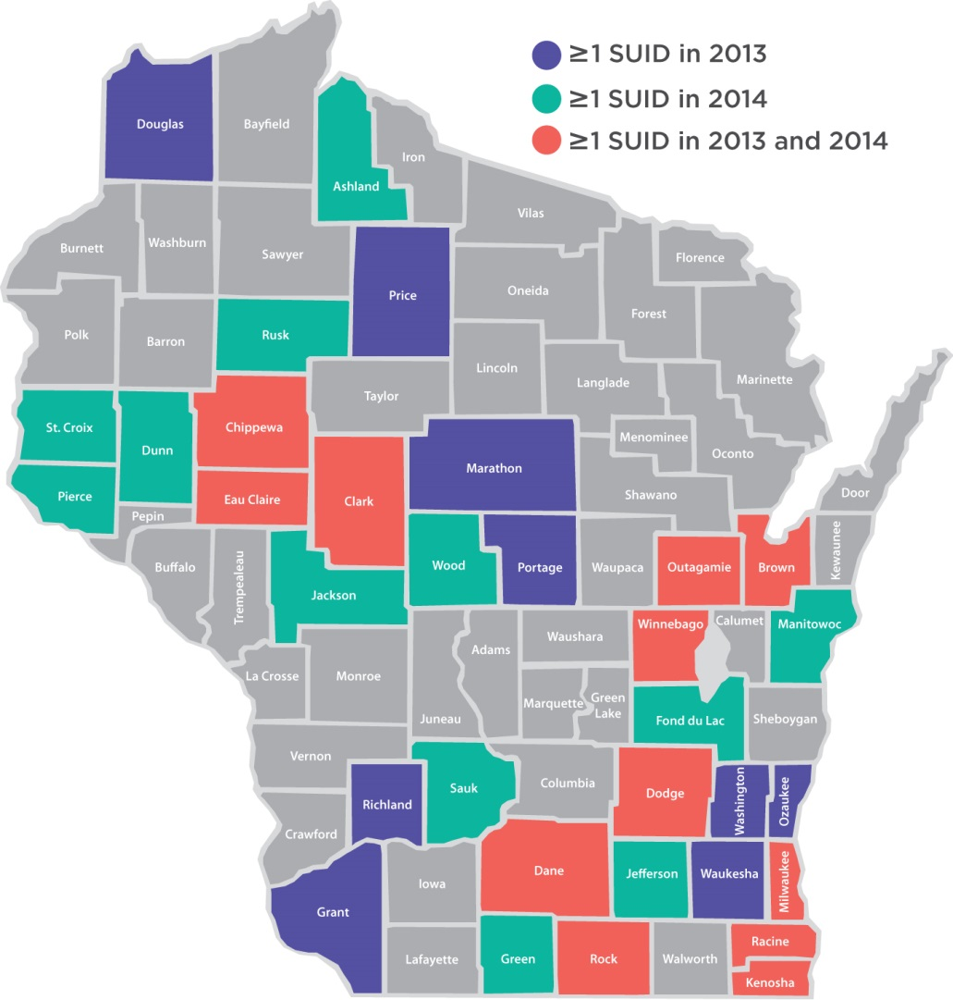 ≥1 SUID in 2013
≥1 SUID in 2014
≥1 SUID in 2013 and 2014
Douglas
Bayfield
Ashland
Iron
Vilas
Burnett
Washburn
Sawyer
Price
Oneida
Florence
Forest
Polk
Barron
Rusk
Lincoln
Langlade
Marinette
Taylor
St. Croix
Dunn
Chippewa
Marathon
Menominee
Oconto
Pierce
Eau Claire
Clark
Shawano
Door
Pepin
Buffalo
Trempealeau
Jackson
Wood
Portage
Waupaca
Outagamie
Brown
Kewaunee
La Crosse
Monroe
Juneau
Adams
Waushara
Winnebago
Calumet
Manitowoc
Marquette
Green
Lake
Fond du Lac
Sheboygan
Vernon
Richland
Sauk
Columbia
Dodge
Washington
Ozaukee
Crawford
Grant
Iowa
Dane
Jefferson
Waukesha
Milwaukee
Lafayette
Green
Rock
Walworth
Racine
Kenosha